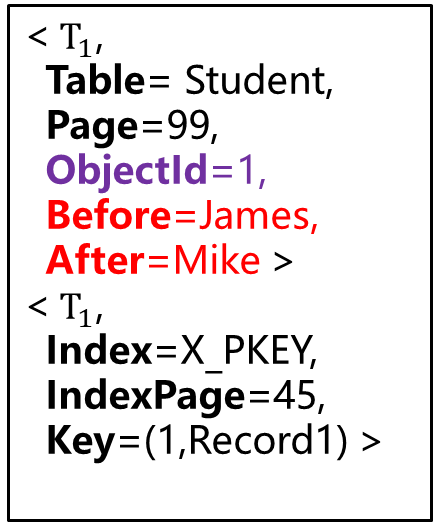 < T₁,
Table= Student,
Page=99,
ObjectId=1,
Before=James,
After=Mike >
< T₁,
Index=X_PKEY,
IndexPage=45,
Key=(1,Record1) >